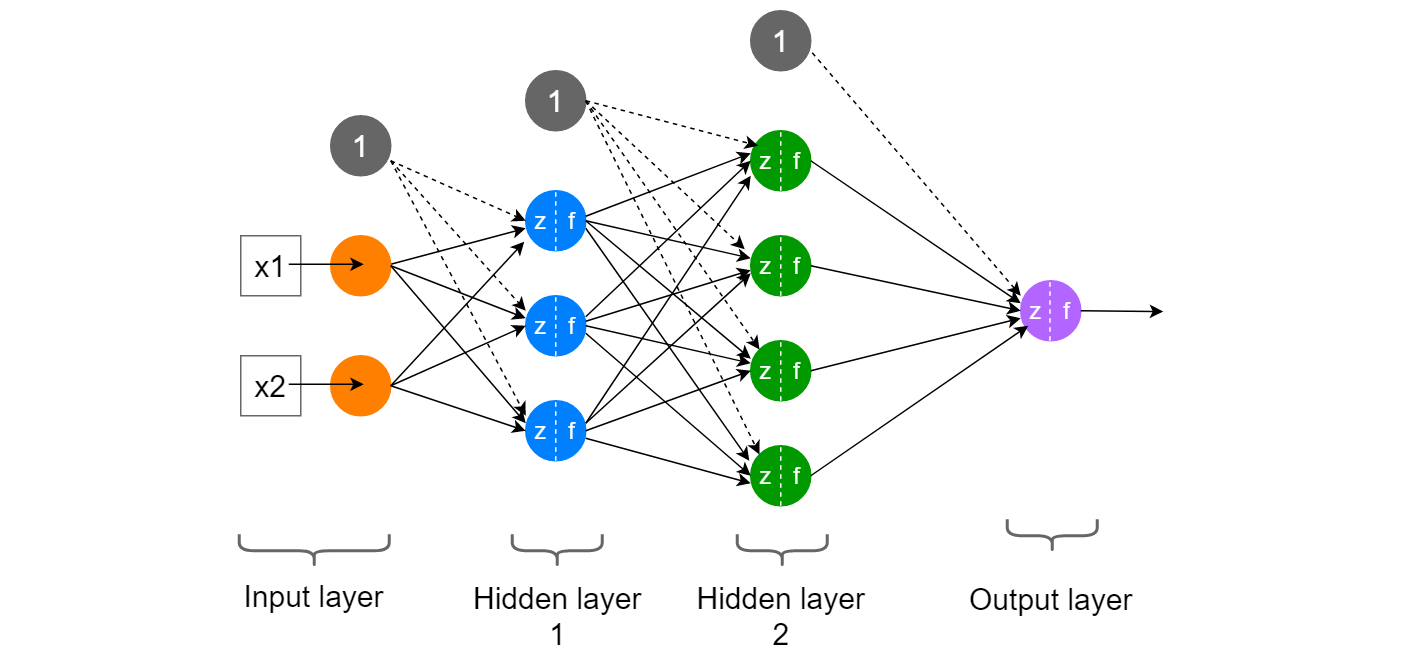 1
1
1
z f
z f
x1
z f
z f
z f
z f
x2
z f
z f
Input layer
Hidden layer
1
Hidden layer
2
Output layer